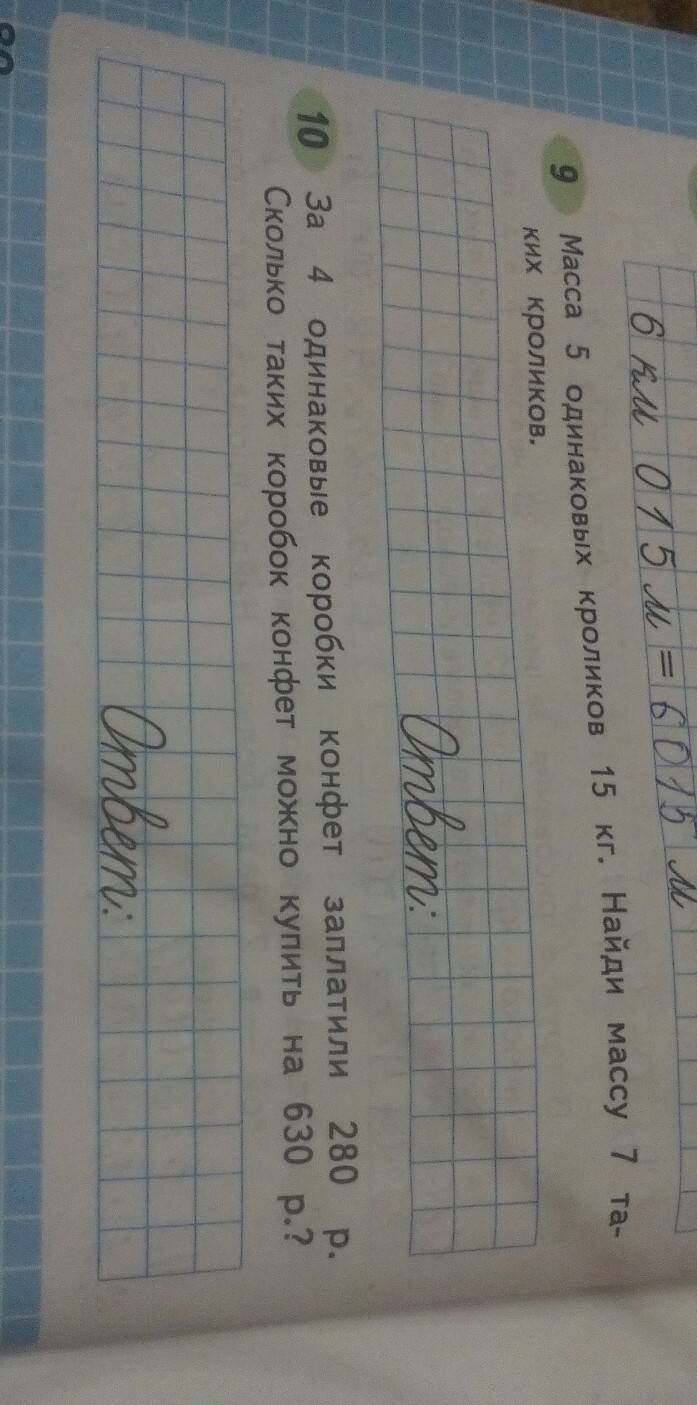 6 км 015 м = 6015 м
9 Масса 5 одинаковых кроликов 15 кг. Найди массу 7 та-
ких кроликов.
Ответ:
10 За 4 одинаковые коробки конфет заплатили 280 р.
Сколько таких коробок конфет можно купить на 630 р.?
Ответ: